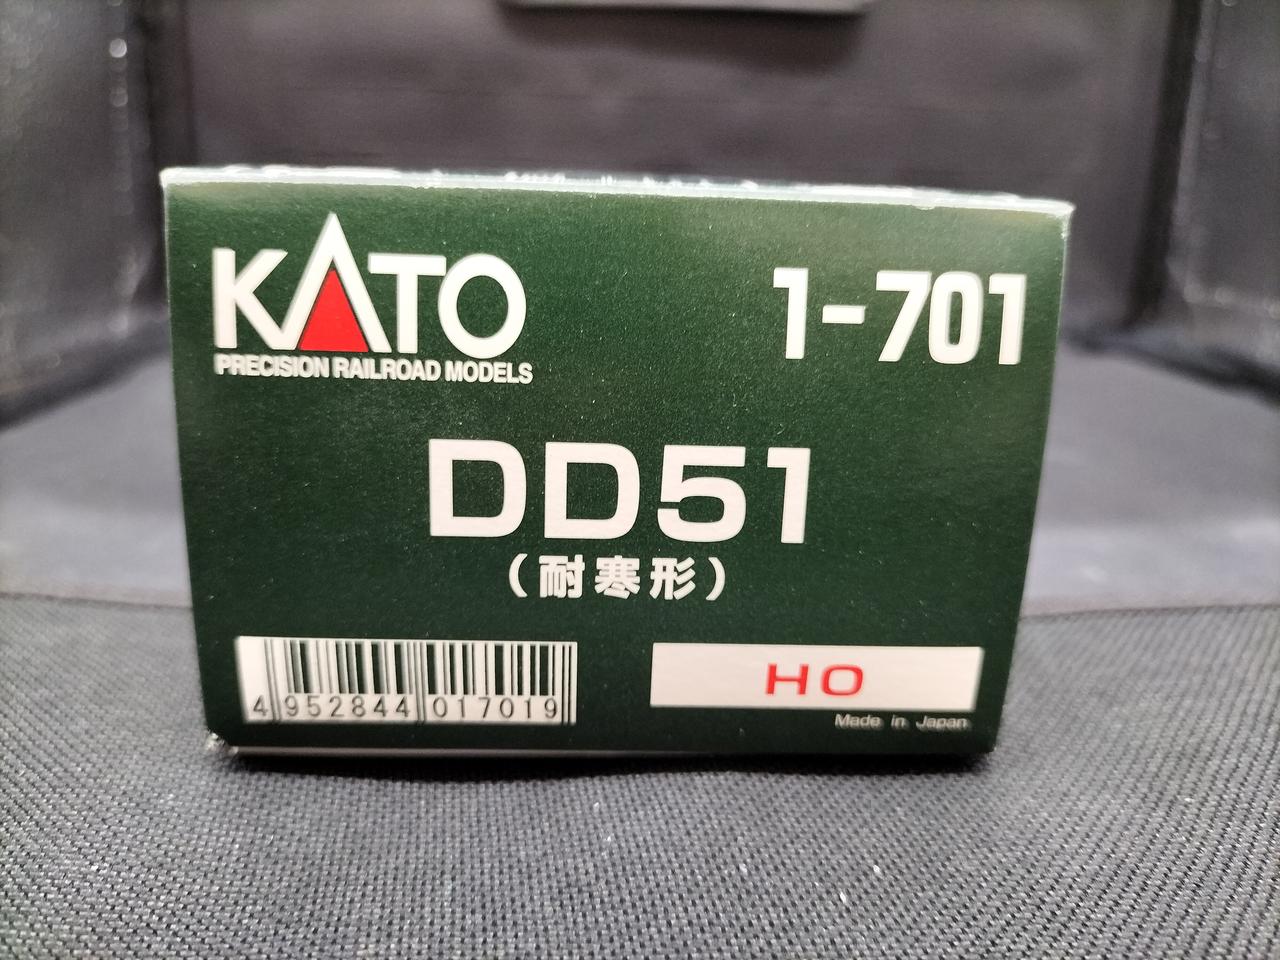 KATO
PRECISION RAILROAD MODELS
1-701
DD51
(耐寒形)
4 952844 017019
HO
Made in Japan